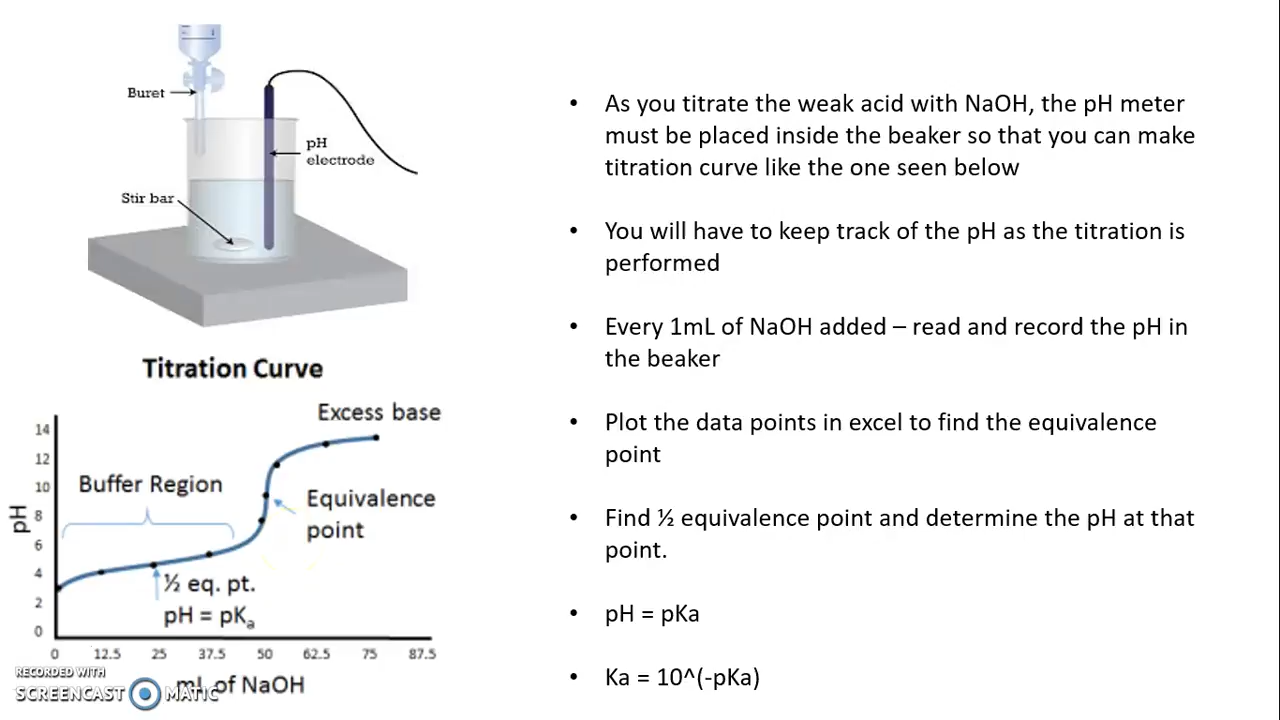 Buret
pH
electrode
Stir bar
Titration Curve
Excess base
Buffer Region
Equivalence
point
½ eq. pt.
pH = pKₐ
pH
14
12
10
8
6
4
2
0
0 12.5 25 37.5 50 62.5 75 87.5
mL of NaOH
RECORDED WITH
SCREENCAST MATIC
• As you titrate the weak acid with NaOH, the pH meter
must be placed inside the beaker so that you can make
titration curve like the one seen below
• You will have to keep track of the pH as the titration is
performed
• Every 1mL of NaOH added – read and record the pH in
the beaker
• Plot the data points in excel to find the equivalence
point
• Find ½ equivalence point and determine the pH at that
point.
• pH = pKa
• Ka = 10^(-pKa)